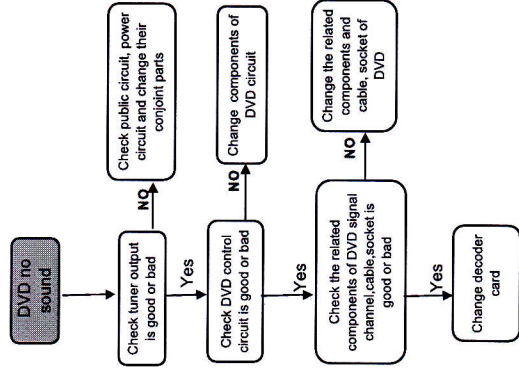 DVD no
sound
Check tuner output
is good or bad
NO
Check public circuit, power
circuit and change their
conjoint parts
Yes
Check DVD control
circuit is good or bad
NO
Change components of
DVD circuit
Yes
Check the related
components of DVD signal
channel,cable,socket is
good or bad
NO
Change the related
components and
cable, socket of
DVD
Yes
Change decoder
card